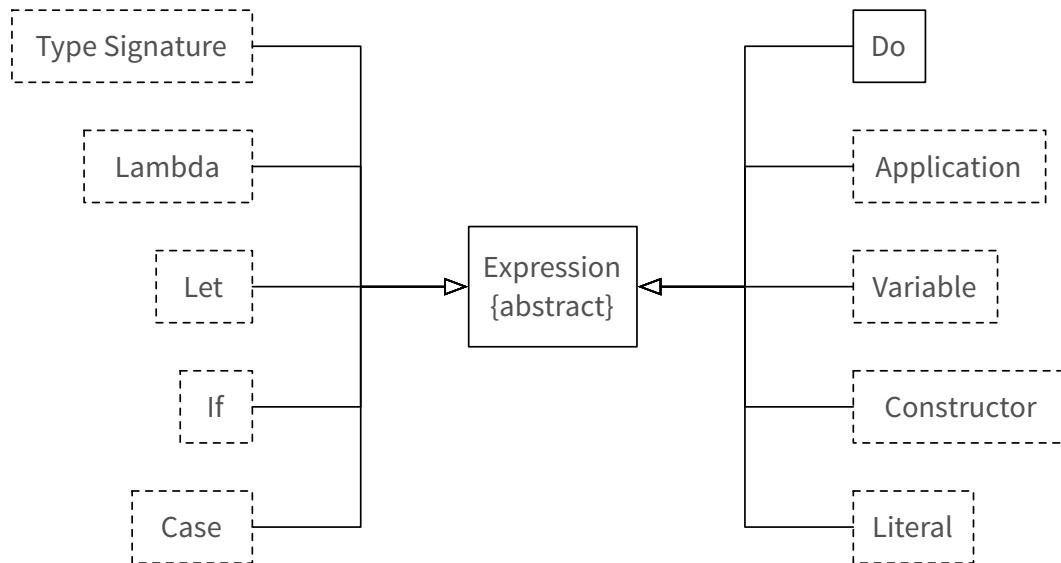 Type Signature
Do
Lambda
Application
Expression
{abstract}
Let
Variable
If
Constructor
Case
Literal